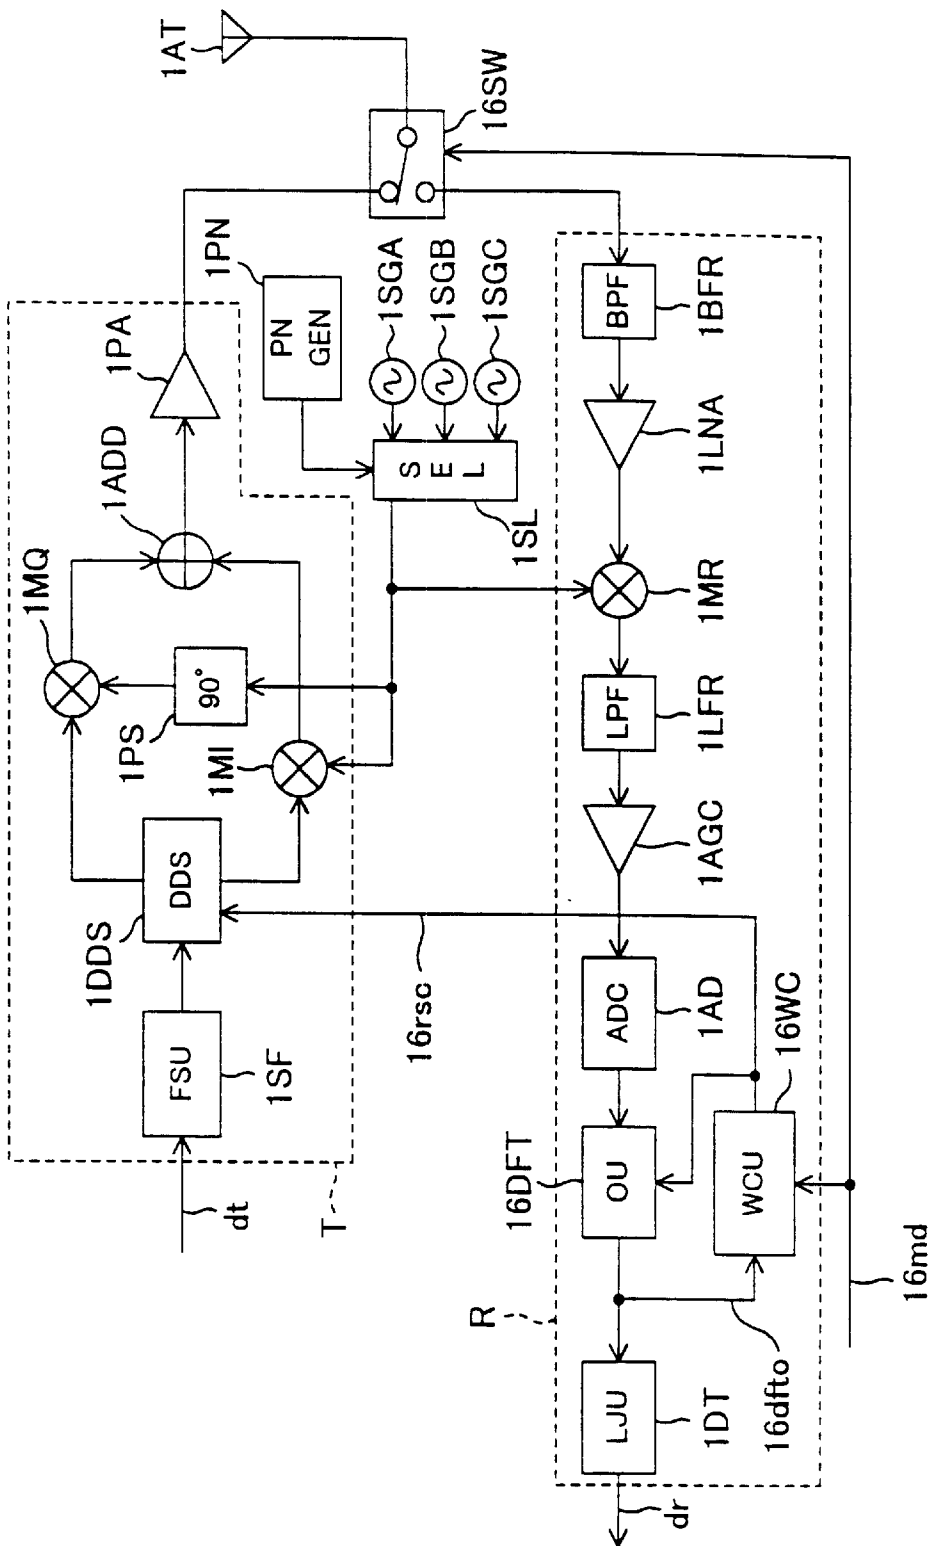 1AT
16SW
1PA
1PN
PN
GEN
1SGA
1SGB
1SGC
SEL
1SL
1ADD
1MQ
90°
1PS
1MI
DDS
1DDS
FSU
1SF
dt
T
16rsc
BPF
1BFR
1LNA
1MR
LPF
1LFR
1AGC
ADC
1AD
OU
16DFT
WCU
16WC
R
LJU
1DT
16dfto
16md
dr